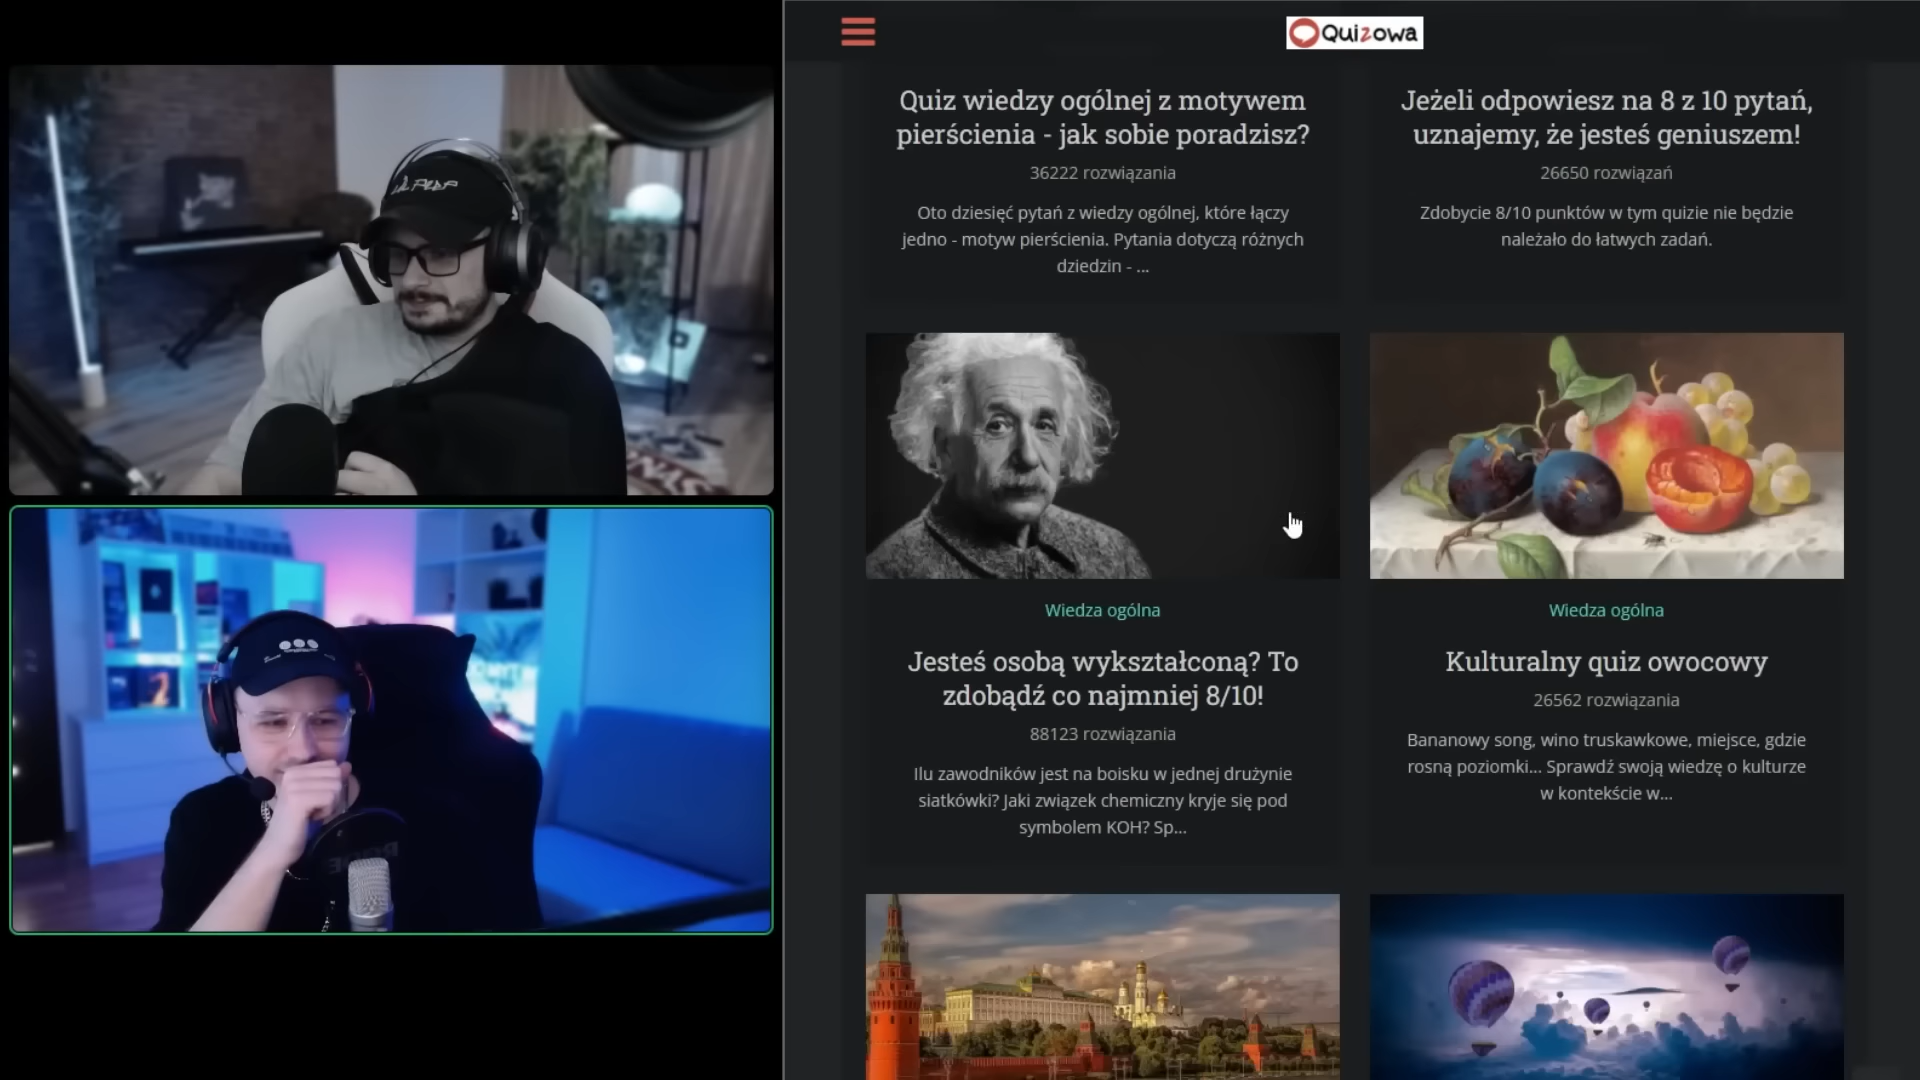 Quizowa
Quiz wiedzy ogólnej z motywem
pierścienia - jak sobie poradzisz?
36222 rozwiązania
Oto dziesięć pytań z wiedzy ogólnej, które łączy
jedno - motyw pierścienia. Pytania dotyczą różnych
dziedzin - ...
Jeżeli odpowiesz na 8 z 10 pytań,
uznajemy, że jesteś geniuszem!
26650 rozwiązań
Zdobycie 8/10 punktów w tym quizie nie będzie
należało do łatwych zadań.
Wiedza ogólna
Jesteś osobą wykształconą? To
zdobądź co najmniej 8/10!
88123 rozwiązania
Ilu zawodników jest na boisku w jednej drużynie
siatkówki? Jaki związek chemiczny kryje się pod
symbolem KOH? Sp...
Wiedza ogólna
Kulturalny quiz owocowy
26562 rozwiązania
Bananowy song, wino truskawkowe, miejsce, gdzie
rosną poziomki... Sprawdź swoją wiedzę o kulturze
w kontekście w...